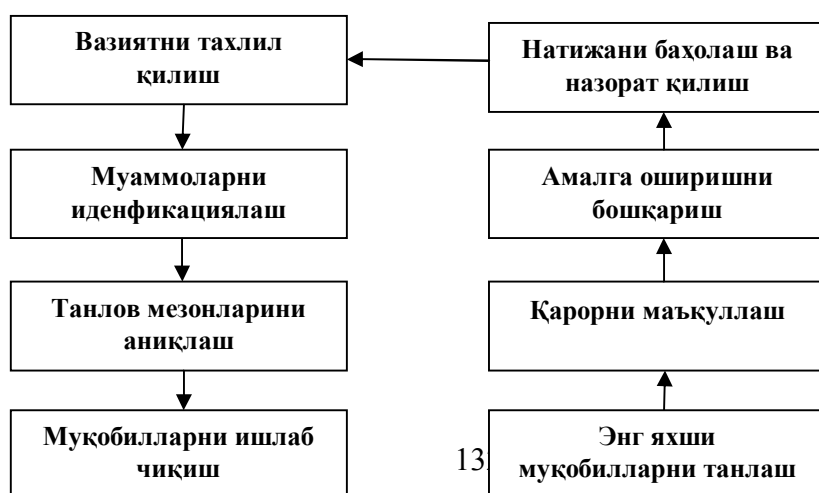 Вазиятни тахлил
қилиш
Муаммоларни
иденфикациялаш
Танлов мезонларини
аниқлаш
Муқобилларни ишлаб
чиқиш
Натижани баҳолаш ва
назорат қилиш
Амалга оширишни
бошқариш
Қарорни маъқуллаш
Энг яхши
муқобилларни танлаш
13